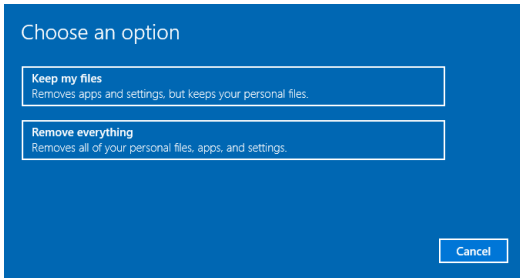 Choose an option
Keep my files
Removes apps and settings, but keeps your personal files.
Remove everything
Removes all of your personal files, apps, and settings.
Cancel